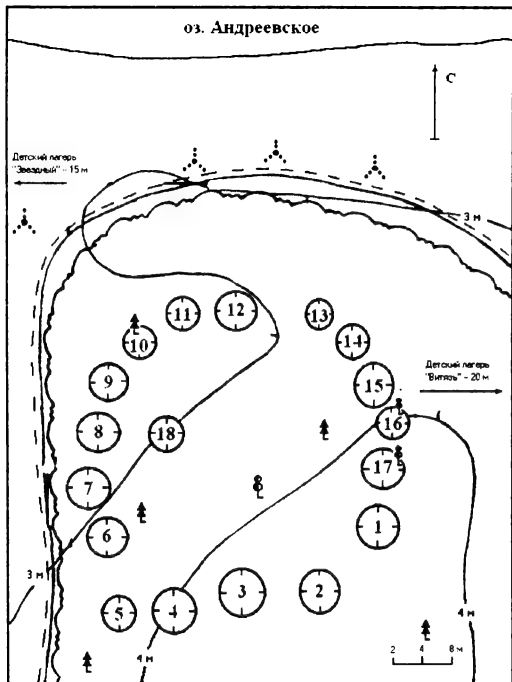 оз. Андреевское
С
Детский лагерь
"Звездный" - 15 м
3 м
11
12
13
10
14
Детский лагерь
"Витязь" - 20 м
9
15
16
8
18
17
7
1
6
3 м
3
2
5
4
4 м
4 м
2 4 8 м